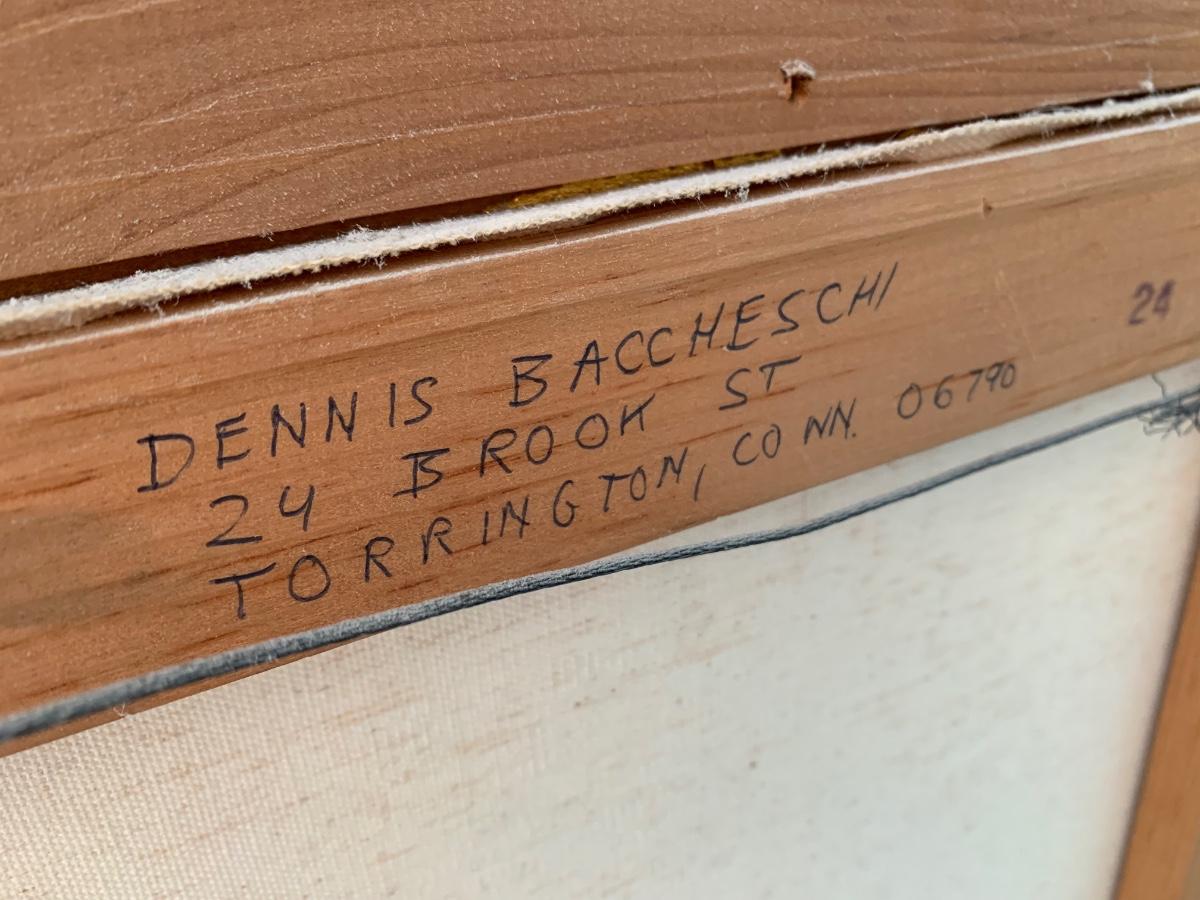 DENNIS BACCHESCHI
24 BROOK ST
TORRINGTON, CONN. 06790
24